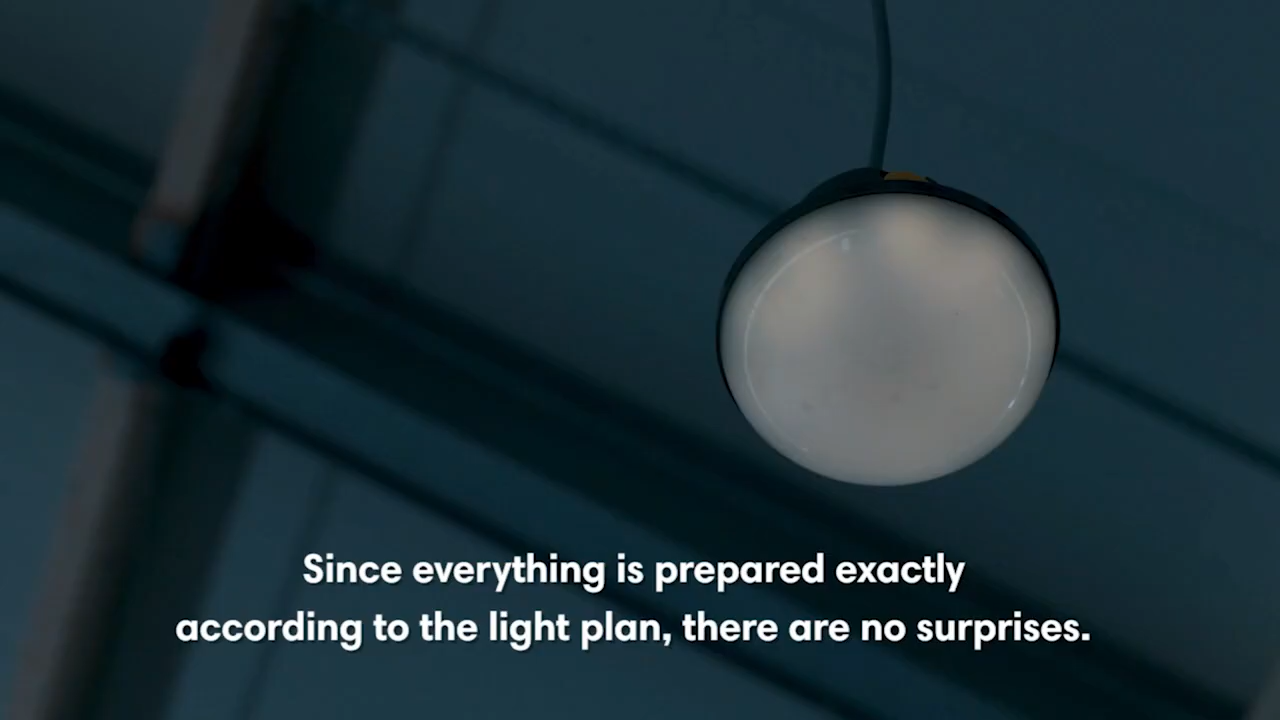 Since everything is prepared exactly
according to the light plan, there are no surprises.